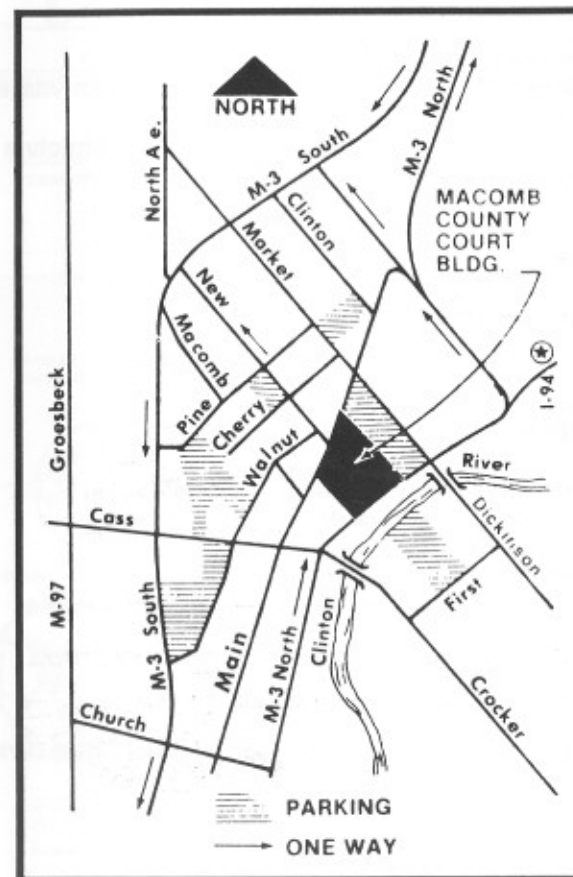 NORTH
North A e.
M-3 South
M-3 North
Clinton
Market
New
Macomb
Pine
Cherry
Walnut
MACOMB
COUNTY
COURT
BLDG.
I-94
River
Dickinson
First
Groesbeck
M-97
Cass
M-3 South
Main
M-3 North
Clinton
Crocker
Church
PARKING
ONE WAY